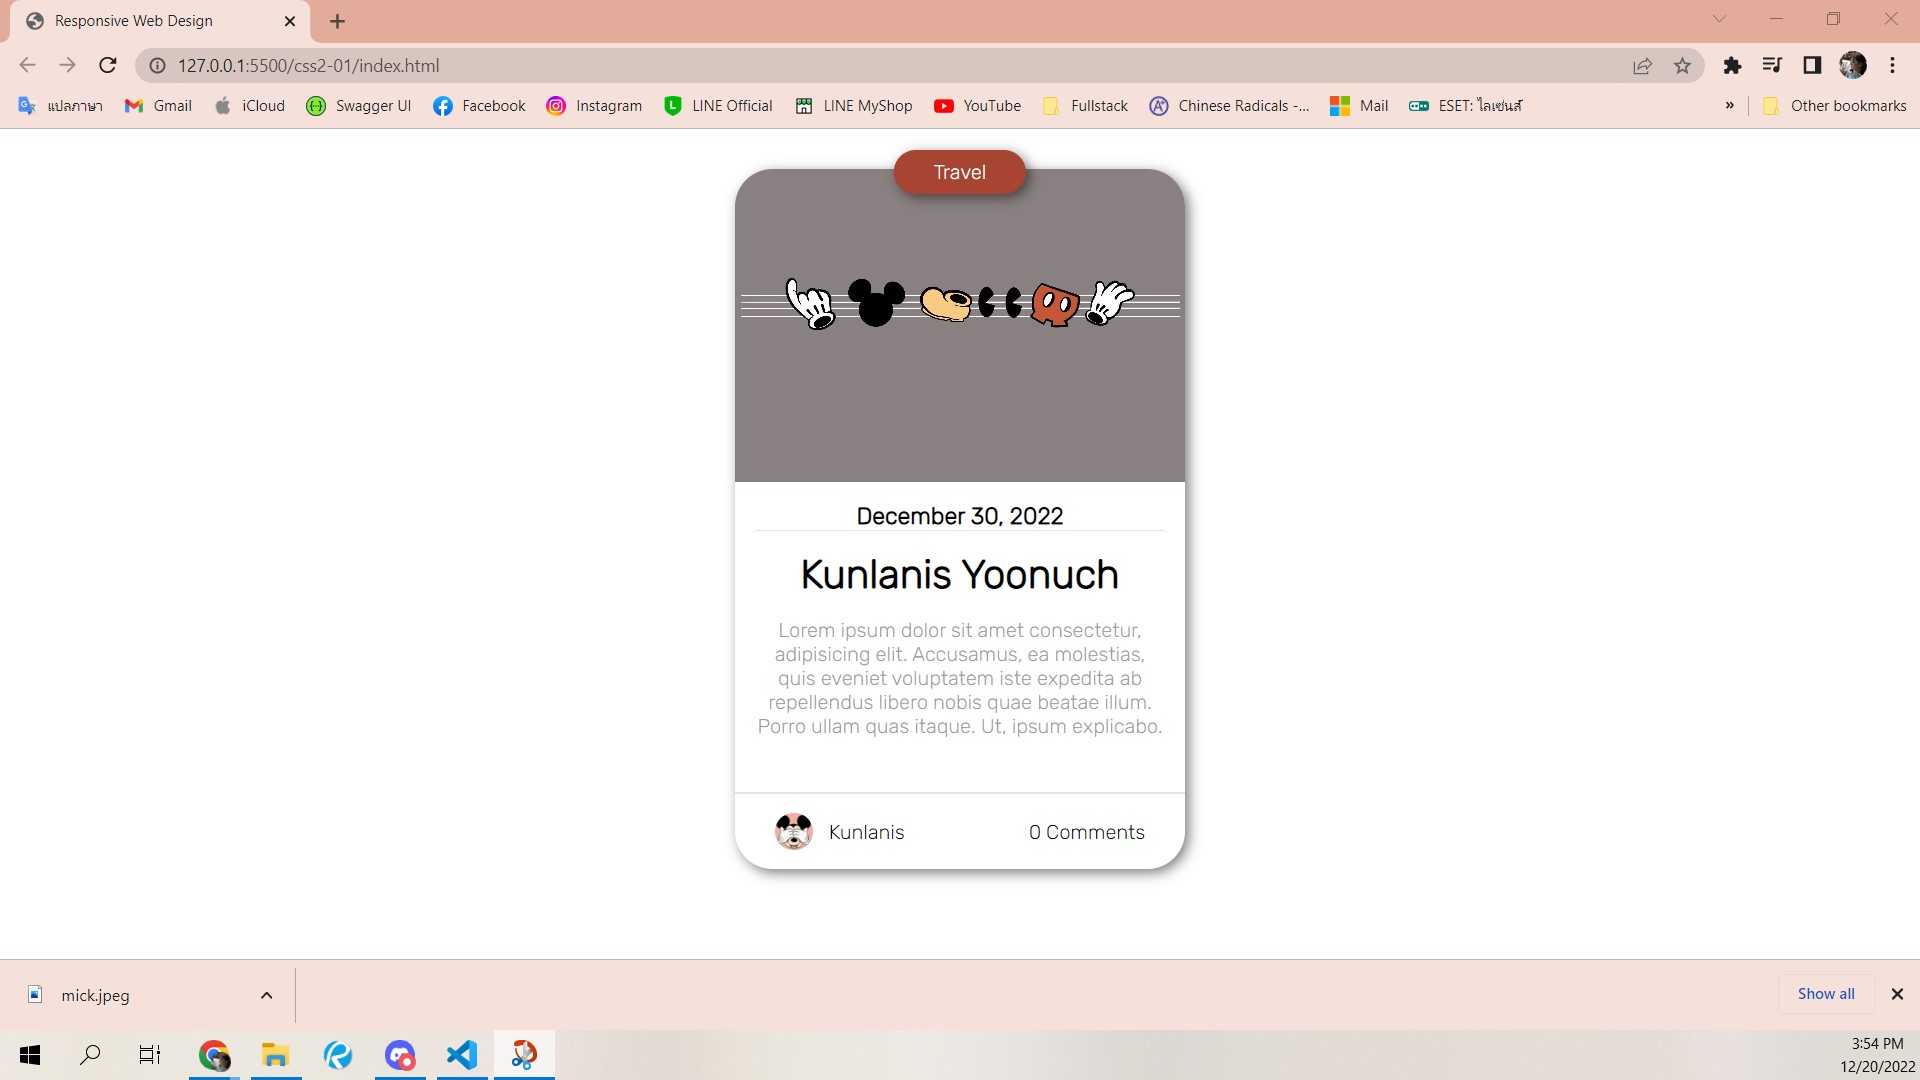 Responsive Web Design
127.0.0.1:5500/css2-01/index.html
แปลภาษา Gmail iCloud Swagger UI Facebook Instagram LINE Official LINE MyShop YouTube Fullstack Chinese Radicals -... Mail ESET: ไลเซนส์ » Other bookmarks
Travel
December 30, 2022
Kunlanis Yoonuch
Lorem ipsum dolor sit amet consectetur,
adipisicing elit. Accusamus, ea molestias,
quis eveniet voluptatem iste expedita ab
repellendus libero nobis quae beatae illum.
Porro ullam quas itaque. Ut, ipsum explicabo.
Kunlanis 0 Comments
mick.jpeg Show all
3:54 PM
12/20/2022